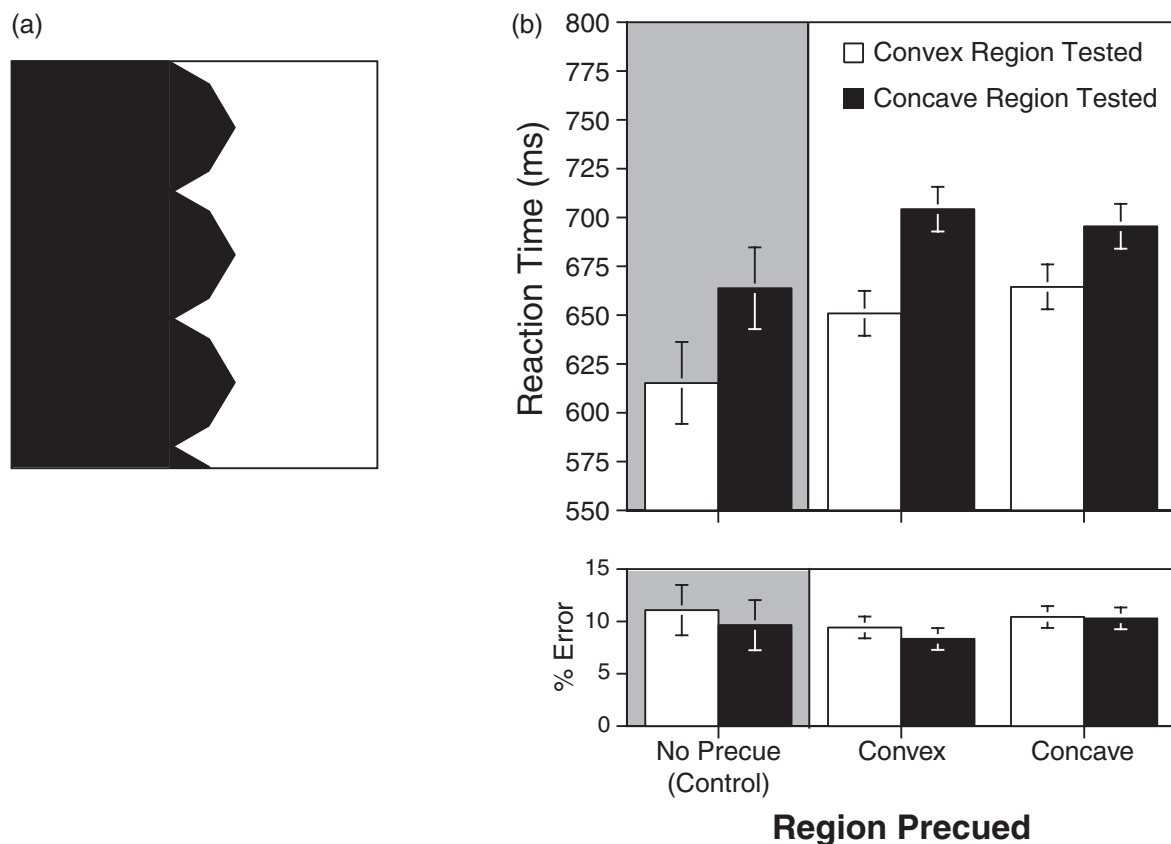 (a)
(b)
800
775
750
725
700
675
650
625
600
575
550
Reaction Time (ms)
Convex Region Tested
Concave Region Tested
15
10
5
0
% Error
No Precue
(Control)
Convex
Concave
Region Precued